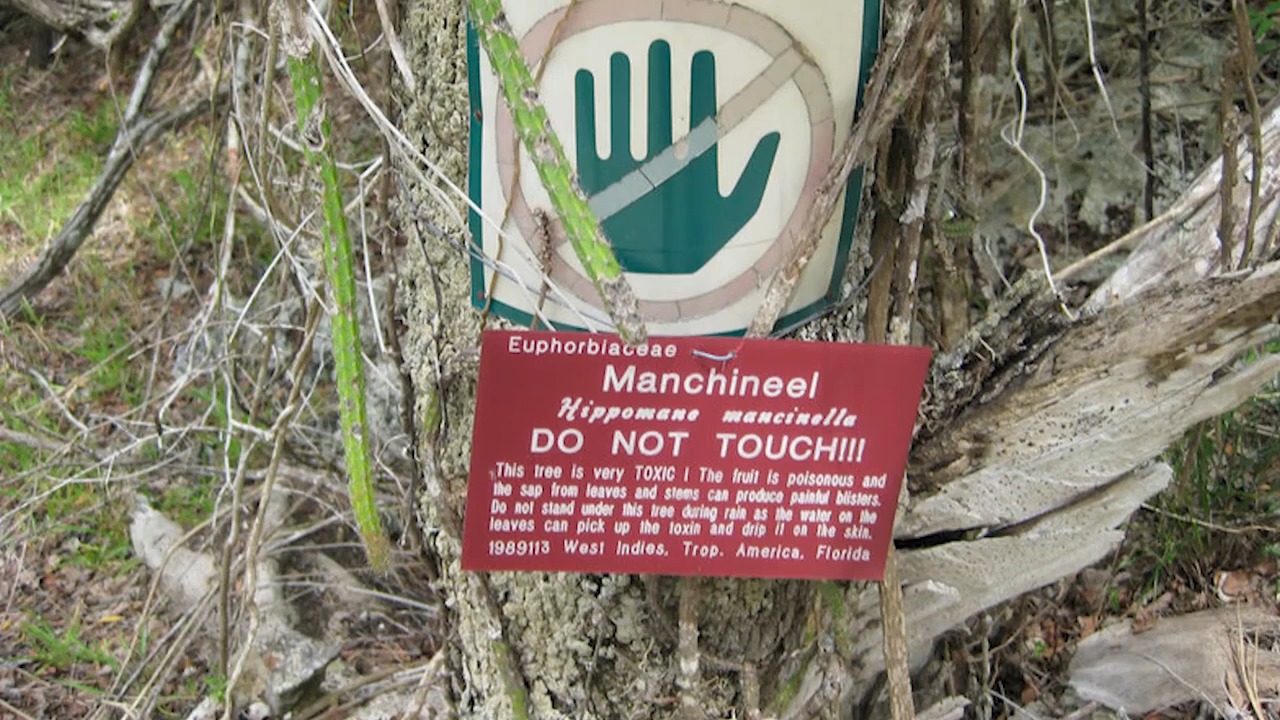 Euphorbiaceae
Manchineel
Hippomane mancinella
DO NOT TOUCH!!!
This tree is very TOXIC ! The fruit is poisonous and
the sap from leaves and stems can produce painful blisters.
Do not stand under this tree during rain as the water on the
leaves can pick up the toxin and drip it on the skin.
1989113 West Indies, Trop. America, Florida